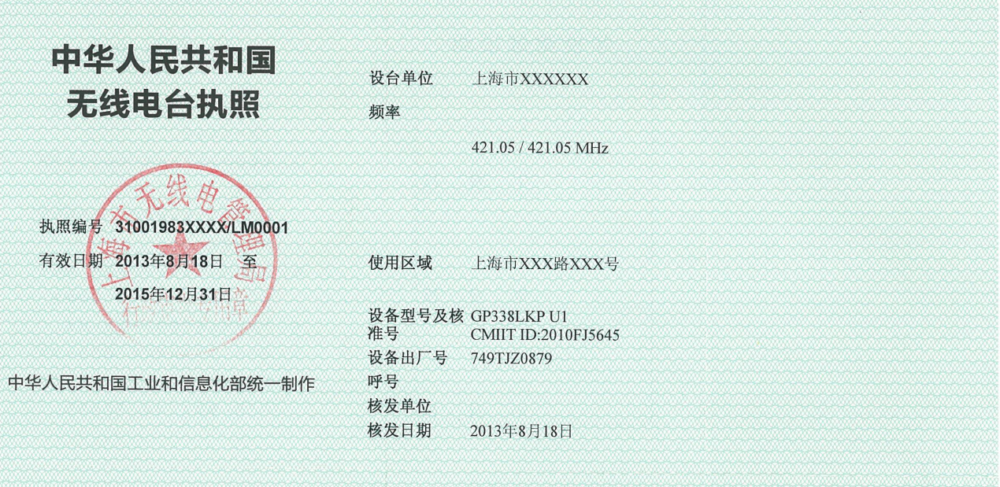 中华人民共和国
无线电台执照
上海市无线电管理局
执照编号 31001983XXXX/LM0001
有效日期 2013年8月18日 至
2015年12月31日
中华人民共和国工业和信息化部统一制作
设台单位 上海市XXXXXX
频率
421.05 / 421.05 MHz
使用区域 上海市XXX路XXX号
设备型号及核 GP338LKP U1
准号 CMIIT ID:2010FJ5645
设备出厂号 749TJZ0879
呼号
核发单位
核发日期 2013年8月18日